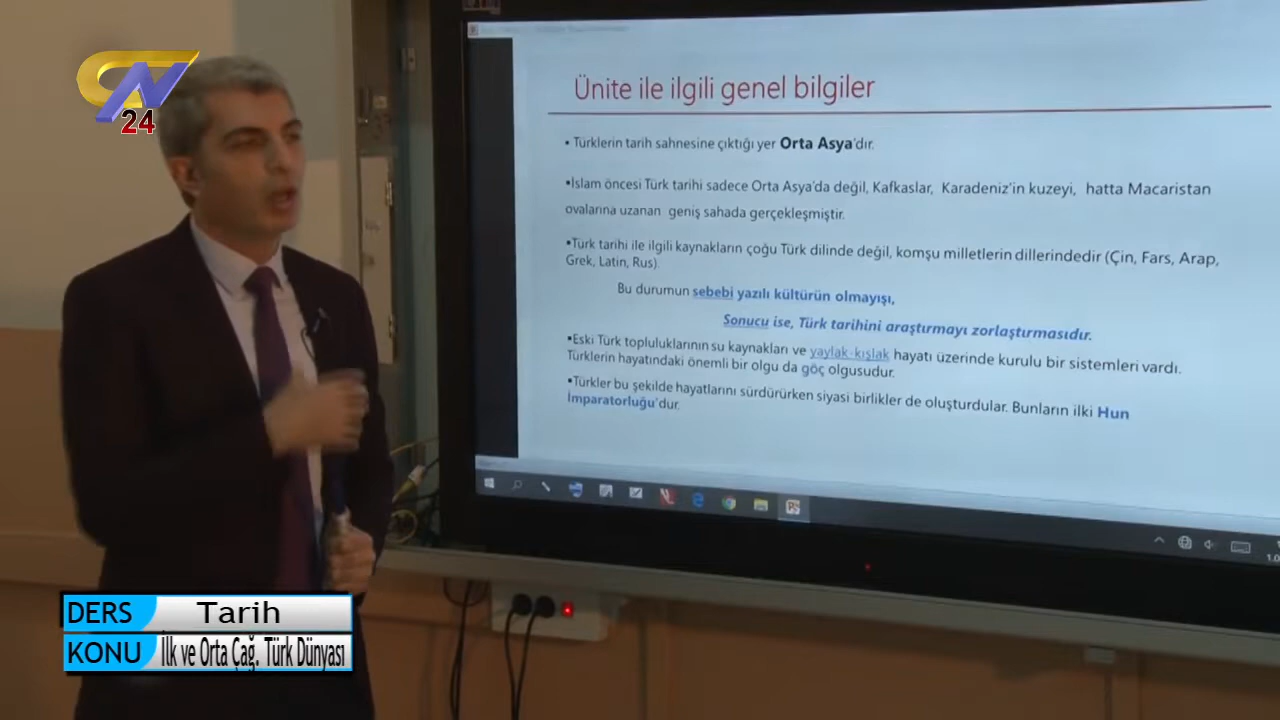 CN
24
Ünite ile ilgili genel bilgiler
▪ Türklerin tarih sahnesine çıktığı yer Orta Asya'dır.
▪İslam öncesi Türk tarihi sadece Orta Asya'da değil, Kafkaslar, Karadeniz'in kuzeyi, hatta Macaristan
ovalarına uzanan geniş sahada gerçekleşmiştir.
▪Türk tarihi ile ilgili kaynakların çoğu Türk dilinde değil, komşu milletlerin dillerindedir (Çin, Fars, Arap,
Grek, Latin, Rus).
Bu durumun sebebi yazılı kültürün olmayışı,
Sonucu ise, Türk tarihini araştırmayı zorlaştırmasıdır.
▪Eski Türk topluluklarının su kaynakları ve yaylak-kışlak hayatı üzerinde kurulu bir sistemleri vardı.
Türklerin hayatındaki önemli bir olgu da göç olgusudur.
▪Türkler bu şekilde hayatlarını sürdürürken siyasi birlikler de oluşturdular. Bunların ilki Hun
İmparatorluğu'dur.
DERS Tarih
KONU İlk ve Orta Çağ. Türk Dünyası